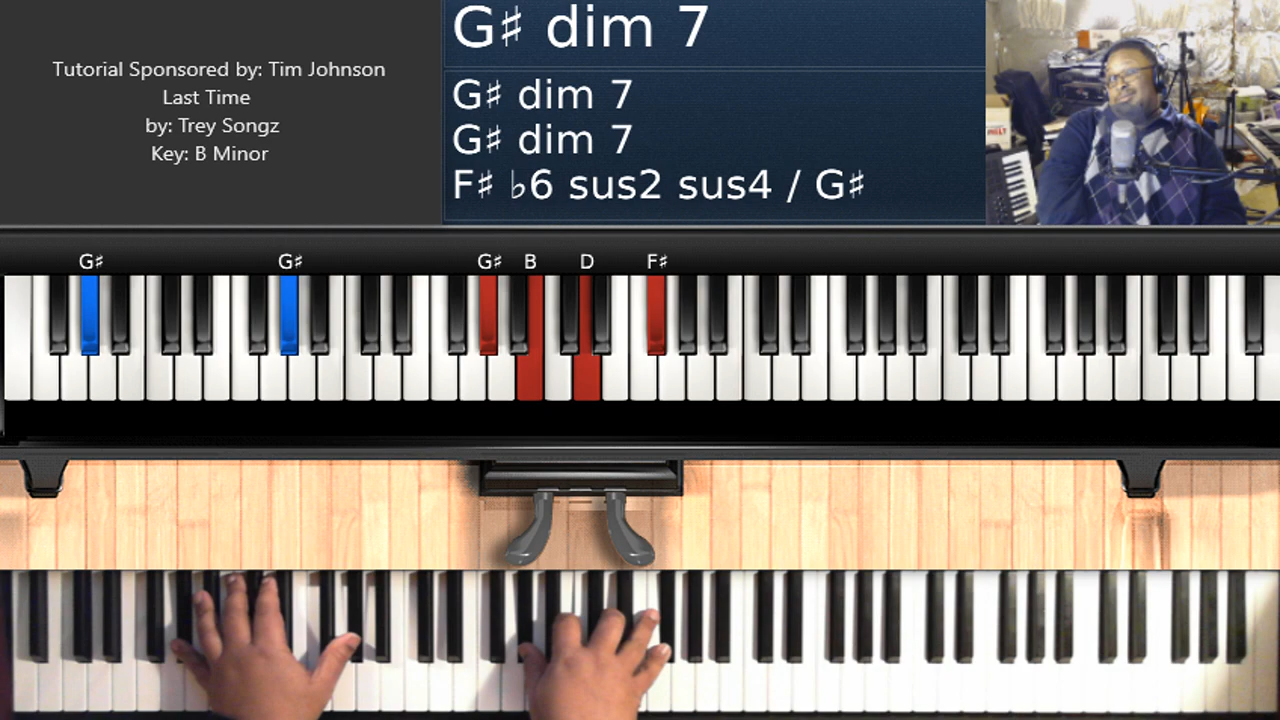 Tutorial Sponsored by: Tim Johnson
Last Time
by: Trey Songz
Key: B Minor
G♯ dim 7
G♯ dim 7
G♯ dim 7
F♯ ♭6 sus2 sus4 / G♯
G♯ G♯ G♯ B D F♯